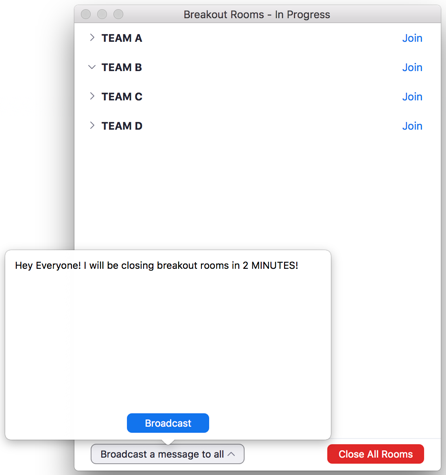 Breakout Rooms - In Progress
TEAM A Join
TEAM B Join
TEAM C Join
TEAM D Join
Hey Everyone! I will be closing breakout rooms in 2 MINUTES!
Broadcast
Broadcast a message to all Close All Rooms